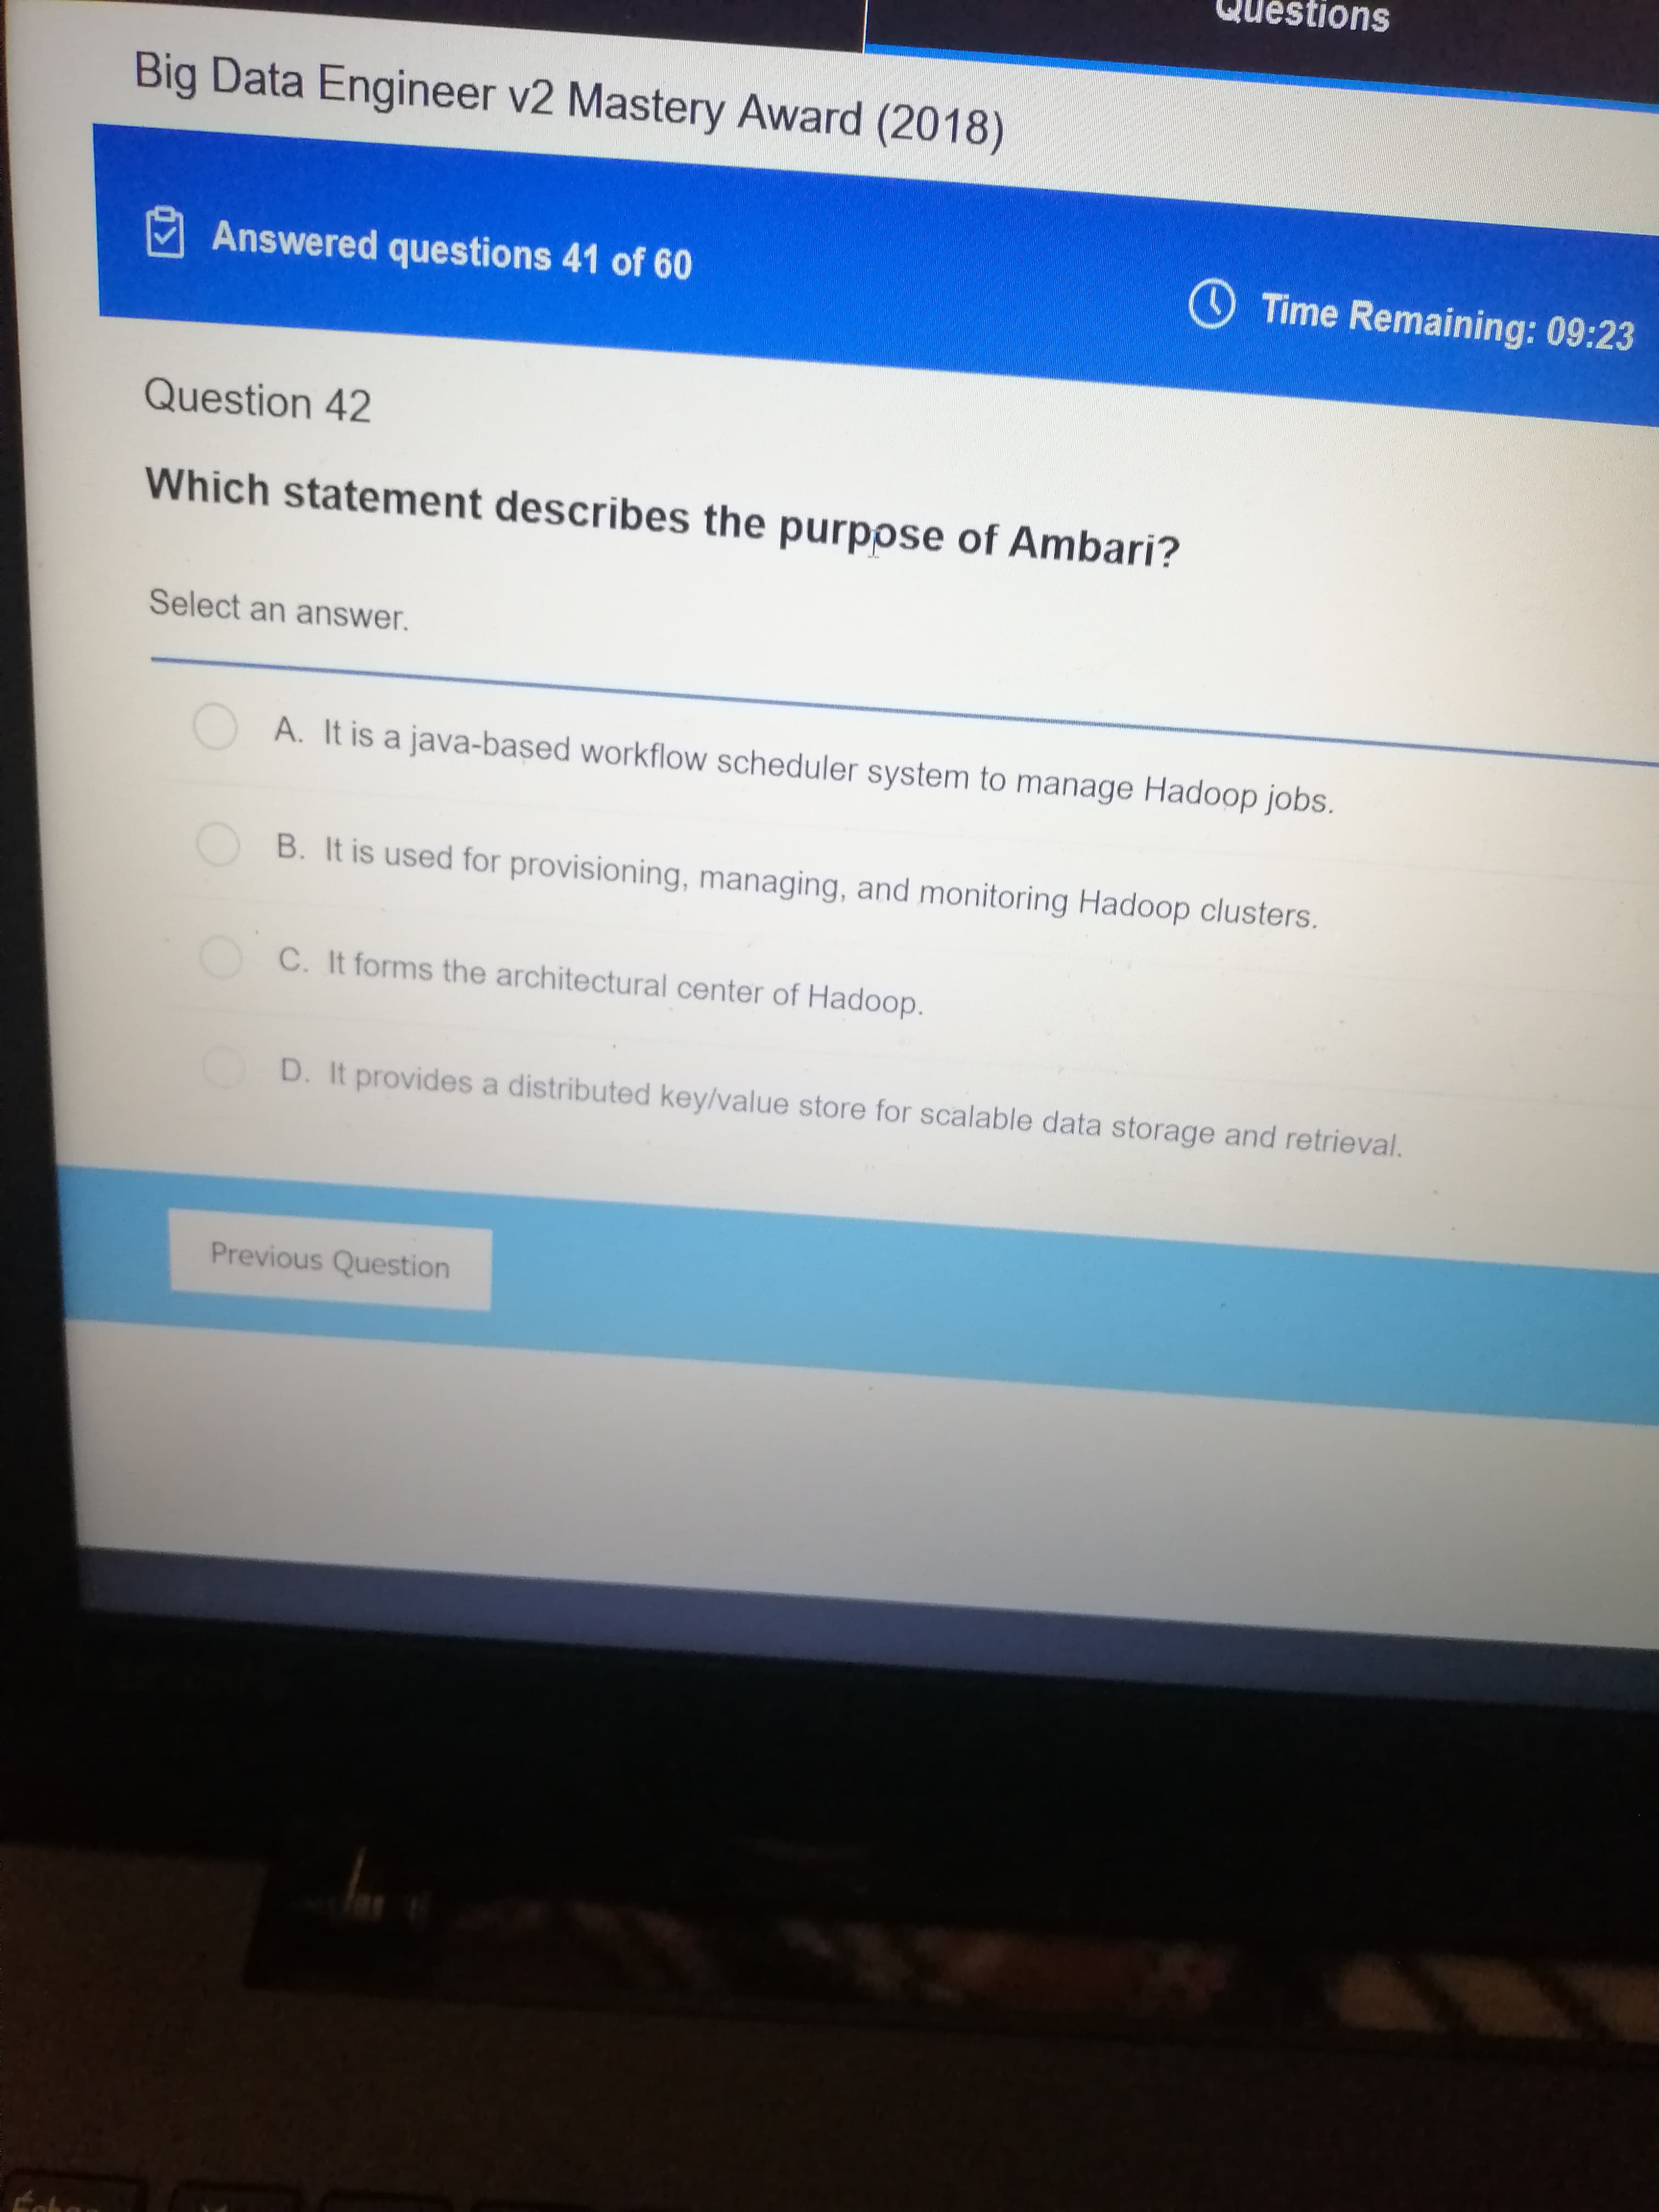 Questions
Big Data Engineer v2 Mastery Award (2018)
Answered questions 41 of 60
Time Remaining: 09:23
Question 42
Which statement describes the purpose of Ambari?
Select an answer.
A. It is a java-based workflow scheduler system to manage Hadoop jobs.
B. It is used for provisioning, managing, and monitoring Hadoop clusters.
C. It forms the architectural center of Hadoop.
D. It provides a distributed key/value store for scalable data storage and retrieval.
Previous Question